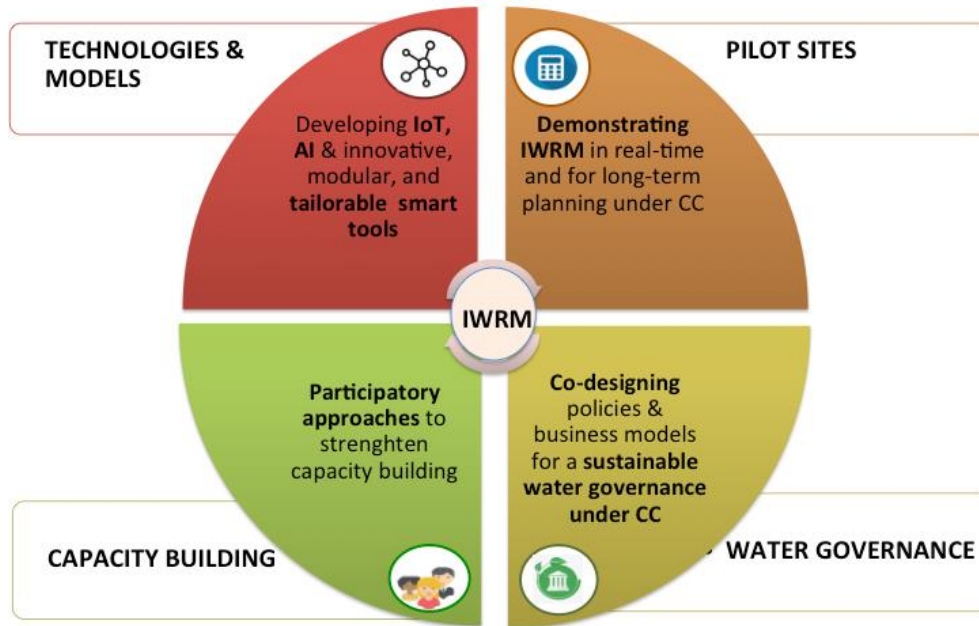 TECHNOLOGIES &
MODELS
Developing IoT,
AI & innovative,
modular, and
tailorable smart
tools
PILOT SITES
Demonstrating
IWRM in real-time
and for long-term
planning under CC
IWRM
Participatory
approaches to
strenghten
capacity building
CAPACITY BUILDING
Co-designing
policies &
business models
for a sustainable
water governance
under CC
WATER GOVERNANCE